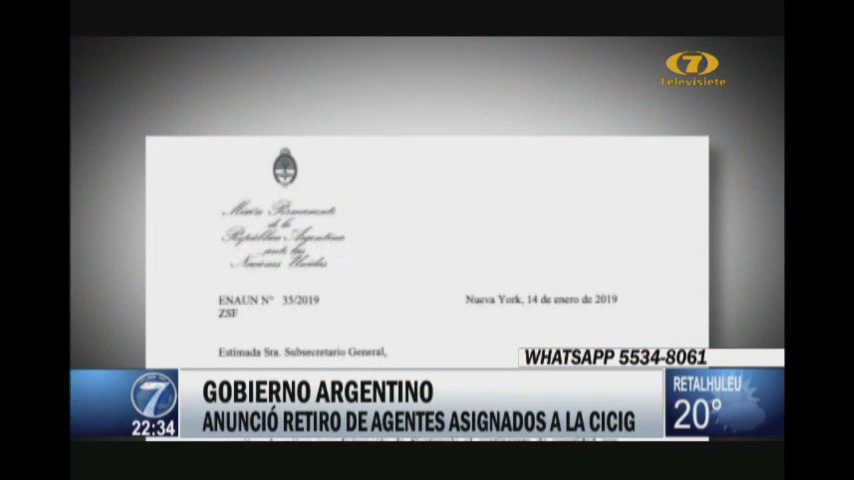 7
Televisiete
Misión Permanente
de la
República Argentina
ante las
Naciones Unidas
ENAUN N° 35/2019
ZSF
Nueva York, 14 de enero de 2019
Estimada Sra. Subsecretario General,
WHATSAPP 5534-8061
7
22:34
GOBIERNO ARGENTINO
ANUNCIÓ RETIRO DE AGENTES ASIGNADOS A LA CICIG
RETALHULEU
20°